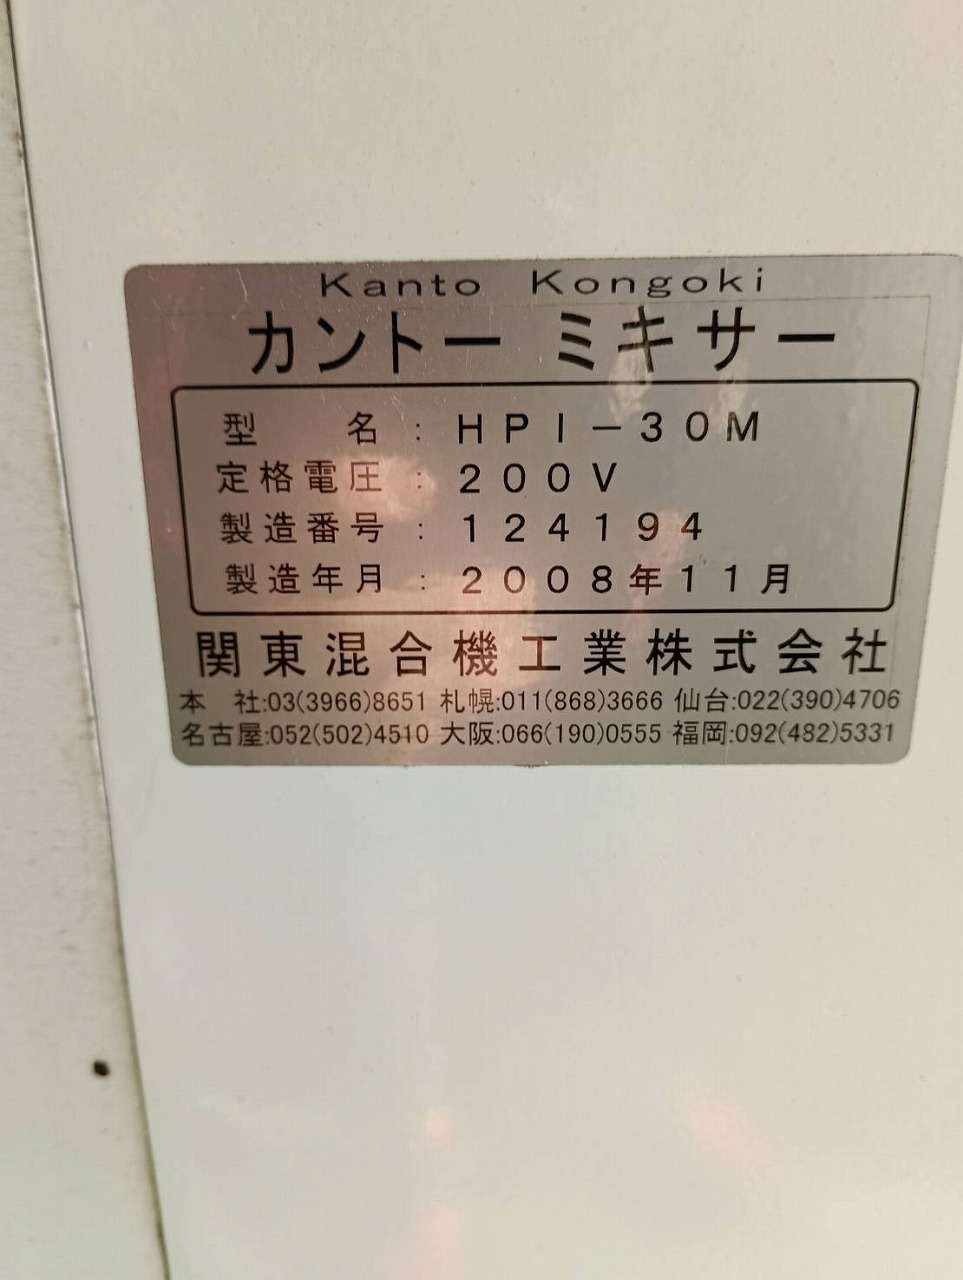 Kanto Kongoki
カントー ミキサー
型　　名：HPI－30M
定格電圧：200V
製造番号：124194
製造年月：2008年11月
関東混合機工業株式会社
本　社:03(3966)8651 札幌:011(868)3666 仙台:022(390)4706
名古屋:052(502)4510 大阪:066(190)0555 福岡:092(482)5331